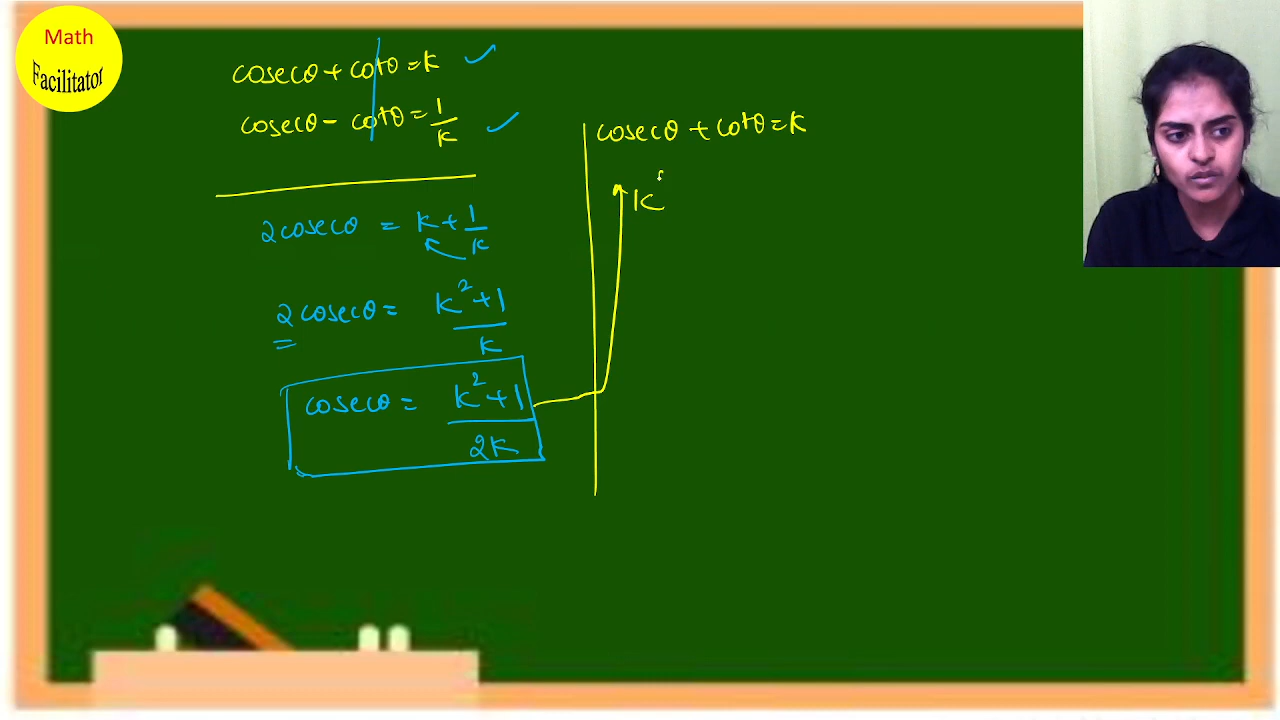 Math
Facilitator
cosecθ + cotθ = K
cosecθ - cotθ = 1/K
2cosecθ = K + 1/K
2cosecθ = K²+1/K
cosecθ = K²+1/2K
cosecθ + cotθ = K
K